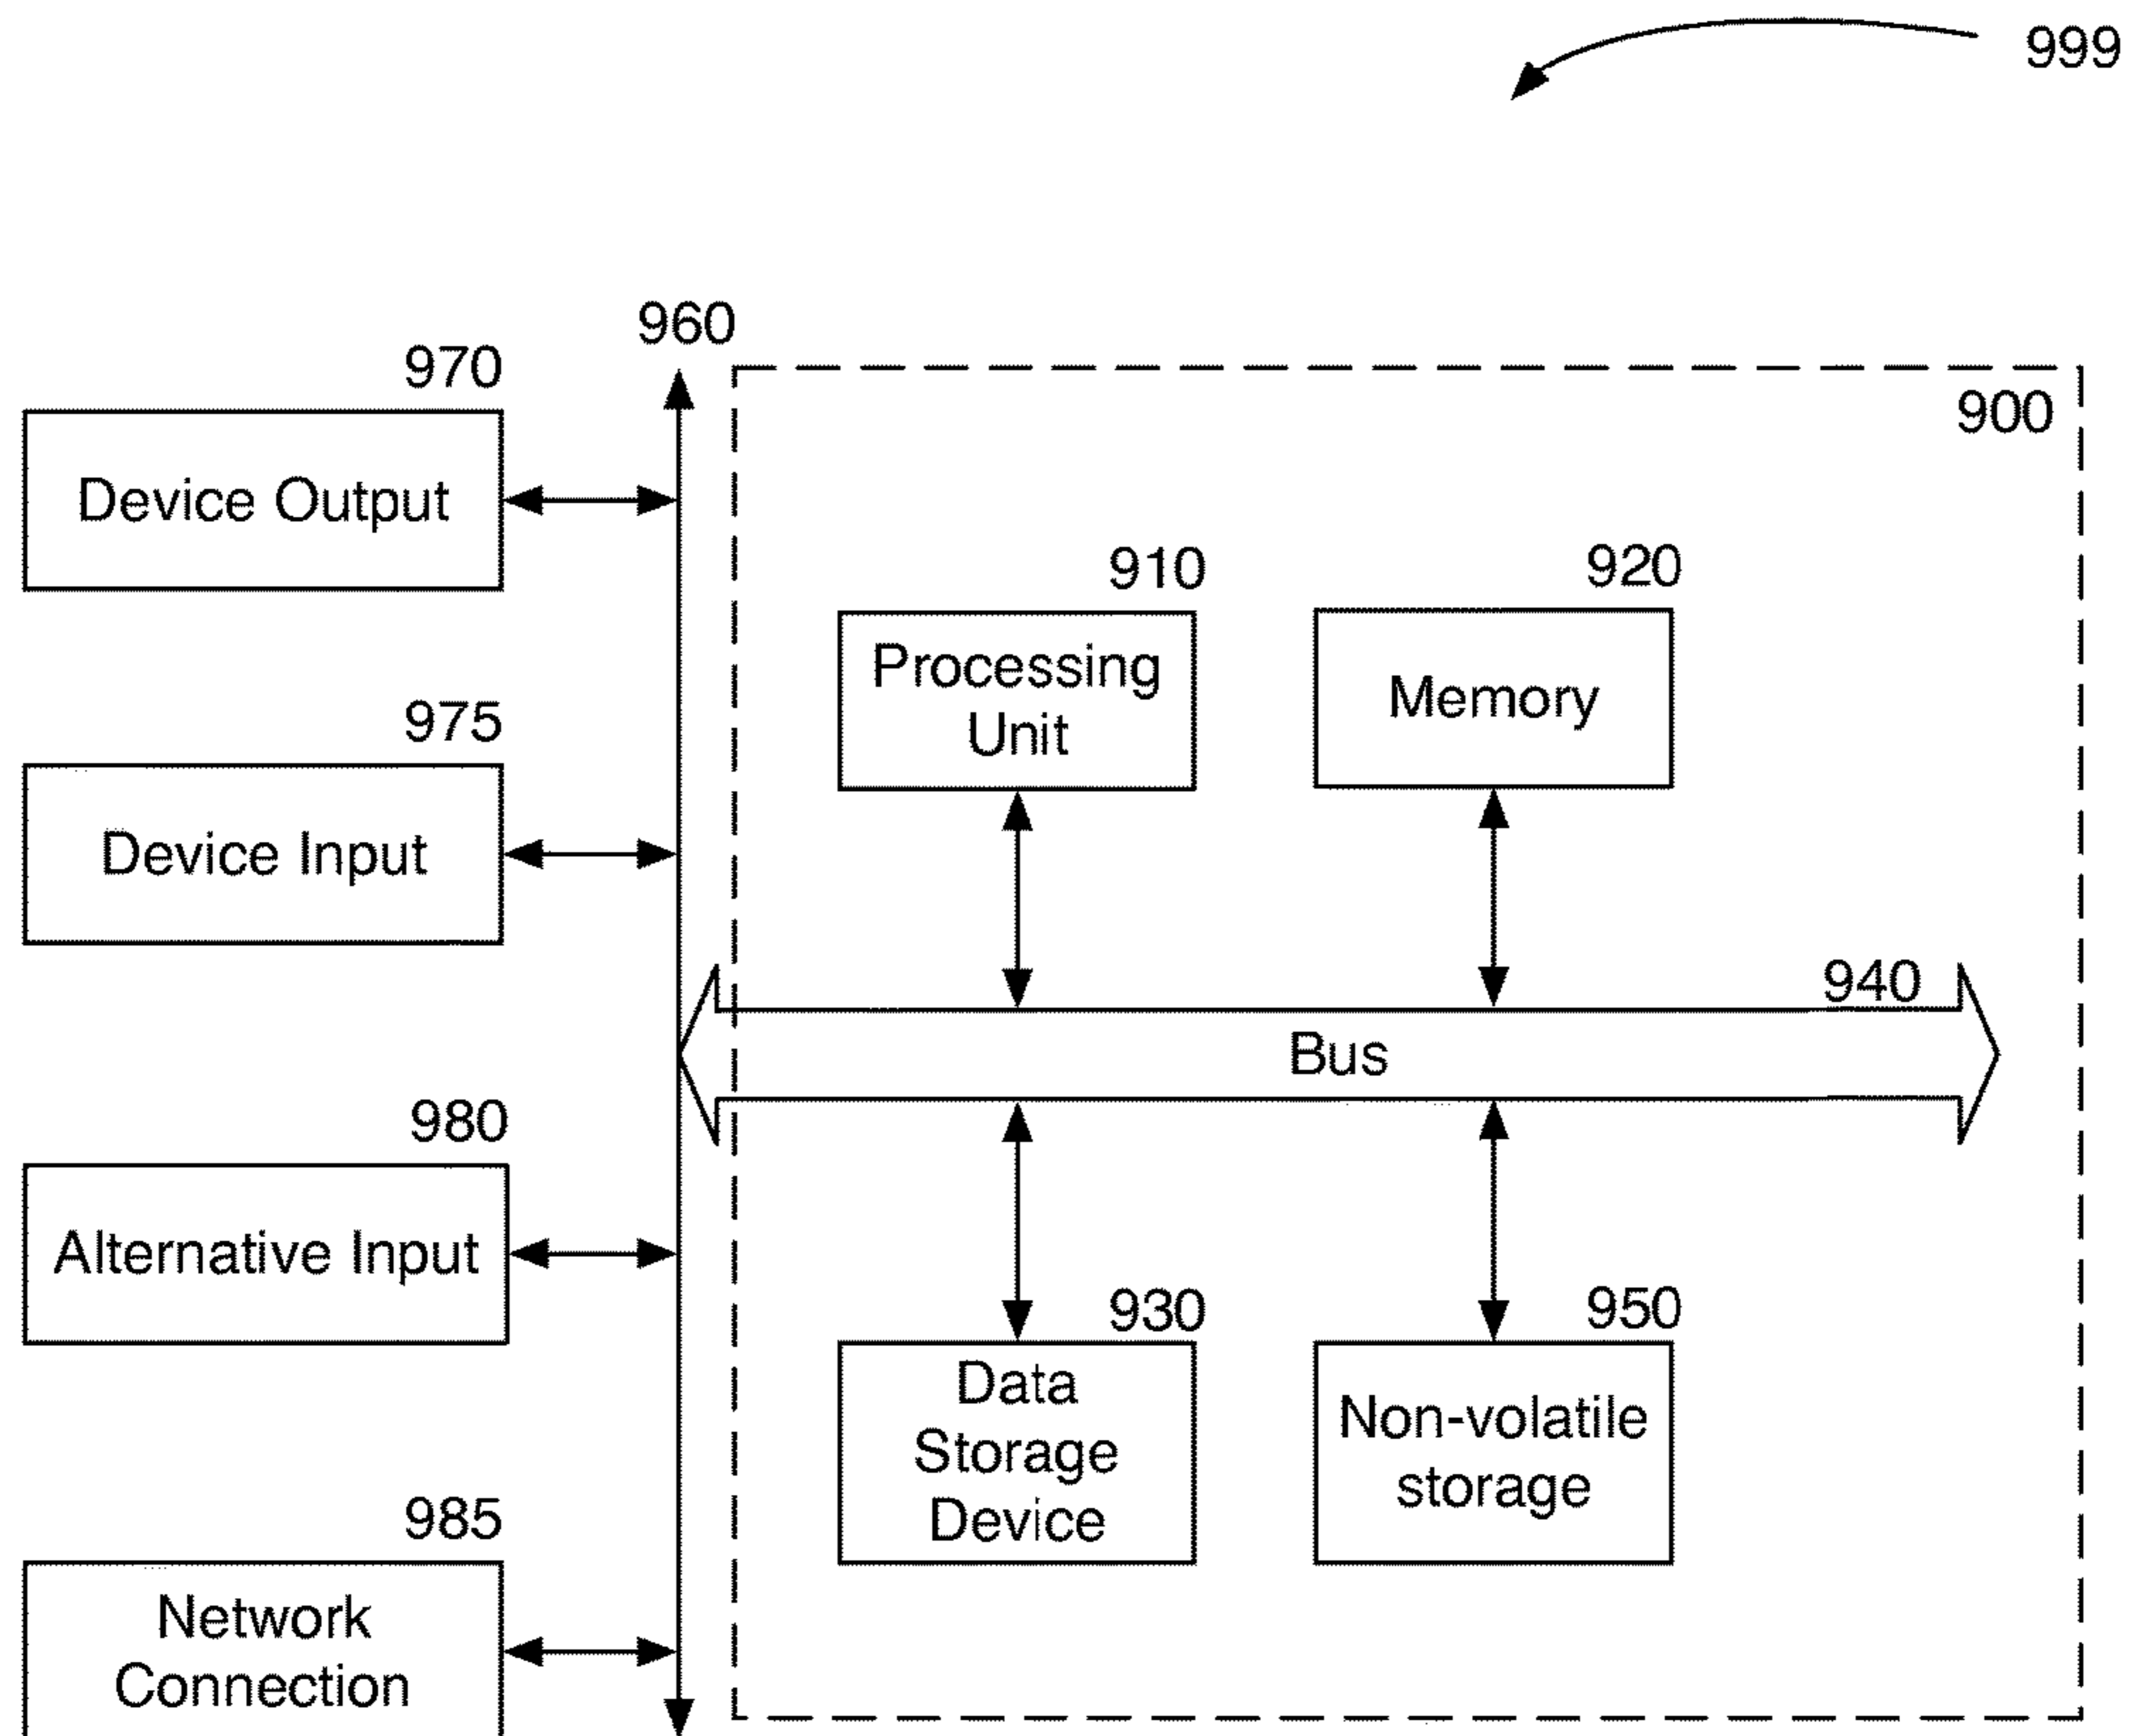 999
960
970
900
Device Output
910
920
Processing
Unit
Memory
975
Device Input
940
Bus
980
Alternative Input
930
950
Data
Storage
Device
Non-volatile
storage
985
Network
Connection